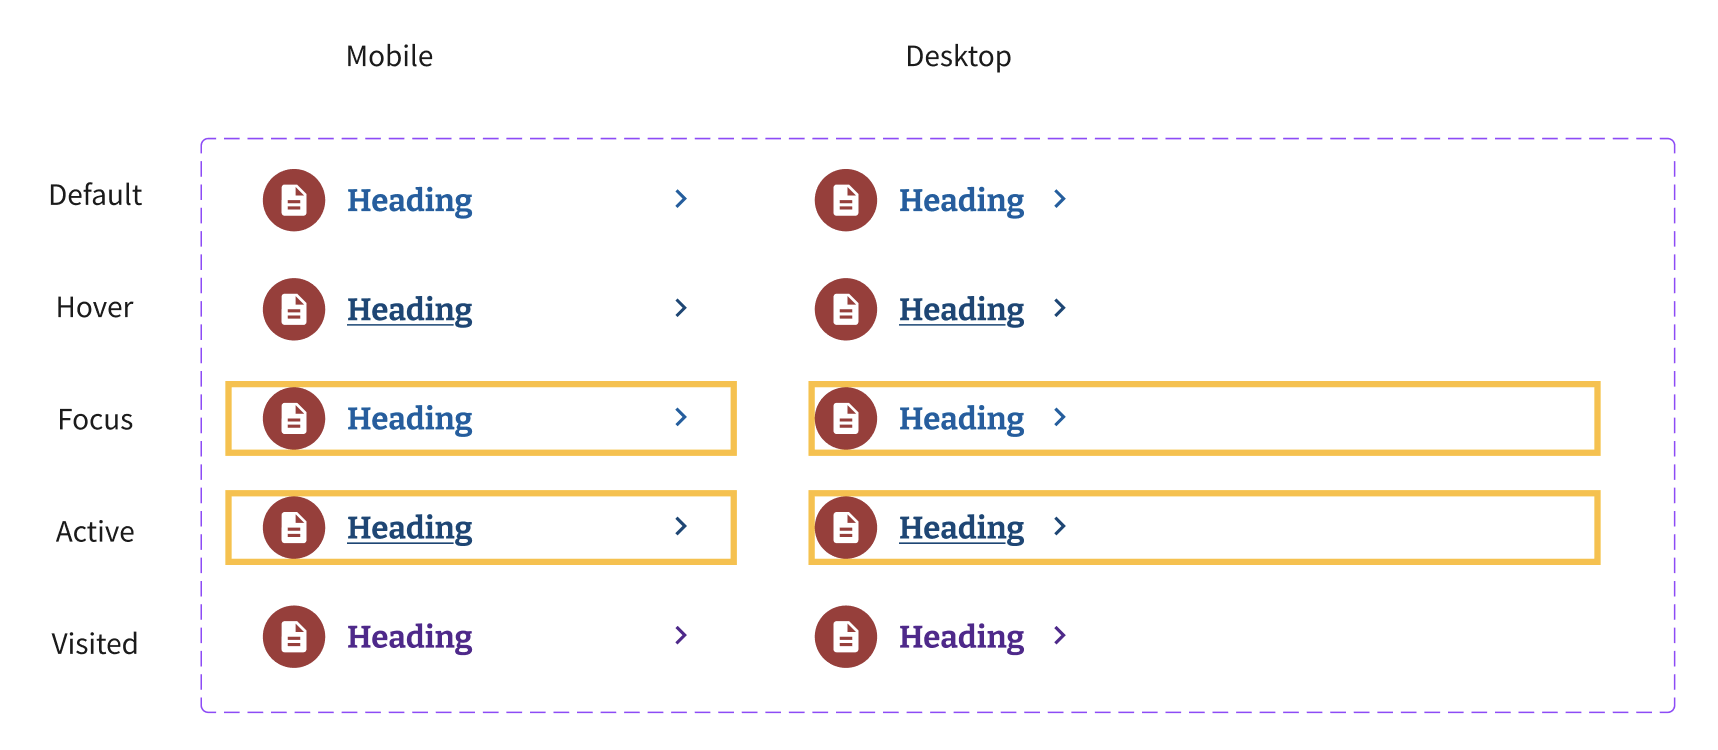 Mobile Desktop
Default Heading Heading
Hover Heading Heading
Focus Heading Heading
Active Heading Heading
Visited Heading Heading